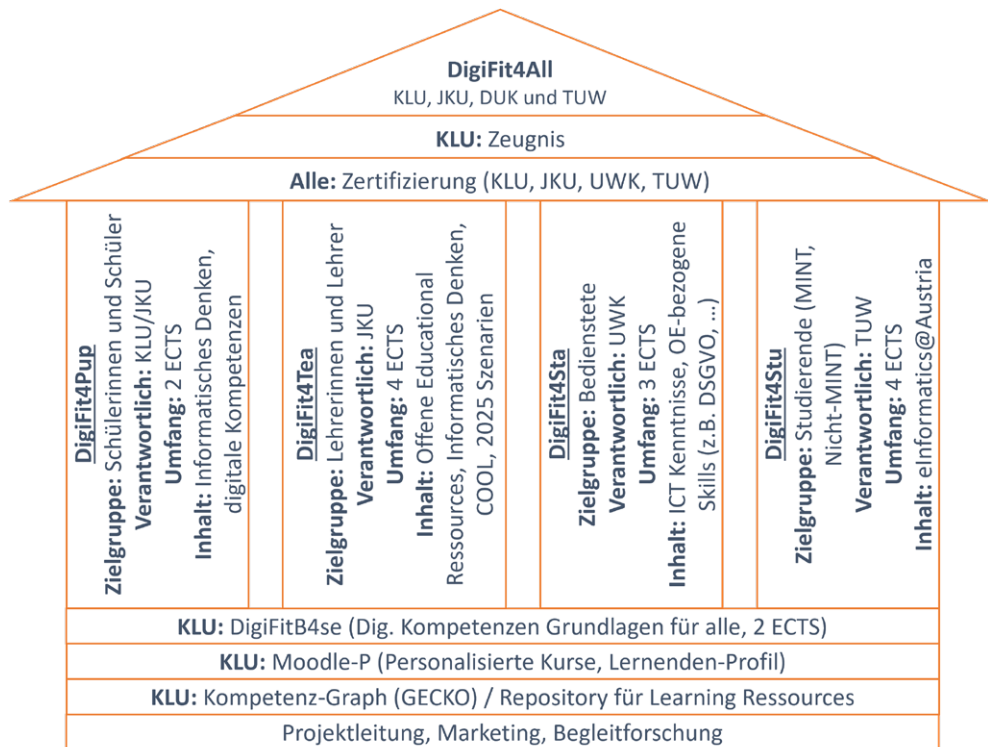 DigiFit4All
KLU, JKU, DUK und TUW
KLU: Zeugnis
Alle: Zertifizierung (KLU, JKU, UWK, TUW)
DigiFit4Pup
Zielgruppe: Schülerinnen und Schüler
Verantwortlich: KLU/JKU
Umfang: 2 ECTS
Inhalt: Informatisches Denken,
digitale Kompetenzen
DigiFit4Tea
Zielgruppe: Lehrerinnen und Lehrer
Verantwortlich: JKU
Umfang: 4 ECTS
Inhalt: Offene Educational
Ressources, Informatisches Denken,
COOL, 2025 Szenarien
DigiFit4Sta
Zielgruppe: Bedienstete
Verantwortlich: UWK
Umfang: 3 ECTS
Inhalt: ICT Kenntnisse, OE-bezogene
Skills (z.B. DSGVO, ...)
DigiFit4Stu
Zielgruppe: Studierende (MINT,
Nicht-MINT)
Verantwortlich: TUW
Umfang: 4 ECTS
Inhalt: eInformatics@Austria
KLU: DigiFitB4se (Dig. Kompetenzen Grundlagen für alle, 2 ECTS)
KLU: Moodle-P (Personalisierte Kurse, Lernenden-Profil)
KLU: Kompetenz-Graph (GECKO) / Repository für Learning Ressources
Projektleitung, Marketing, Begleitforschung